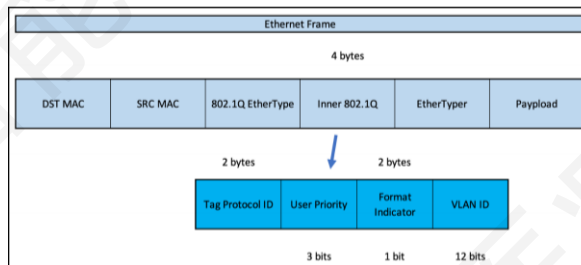 Ethernet Frame
4 bytes
DST MAC SRC MAC 802.1Q EtherType Inner 802.1Q EtherTyper Paypload
2 bytes 2 bytes
Tag Protocol ID User Priority Format Indicator VLAN ID
3 bits 1 bit 12 bits